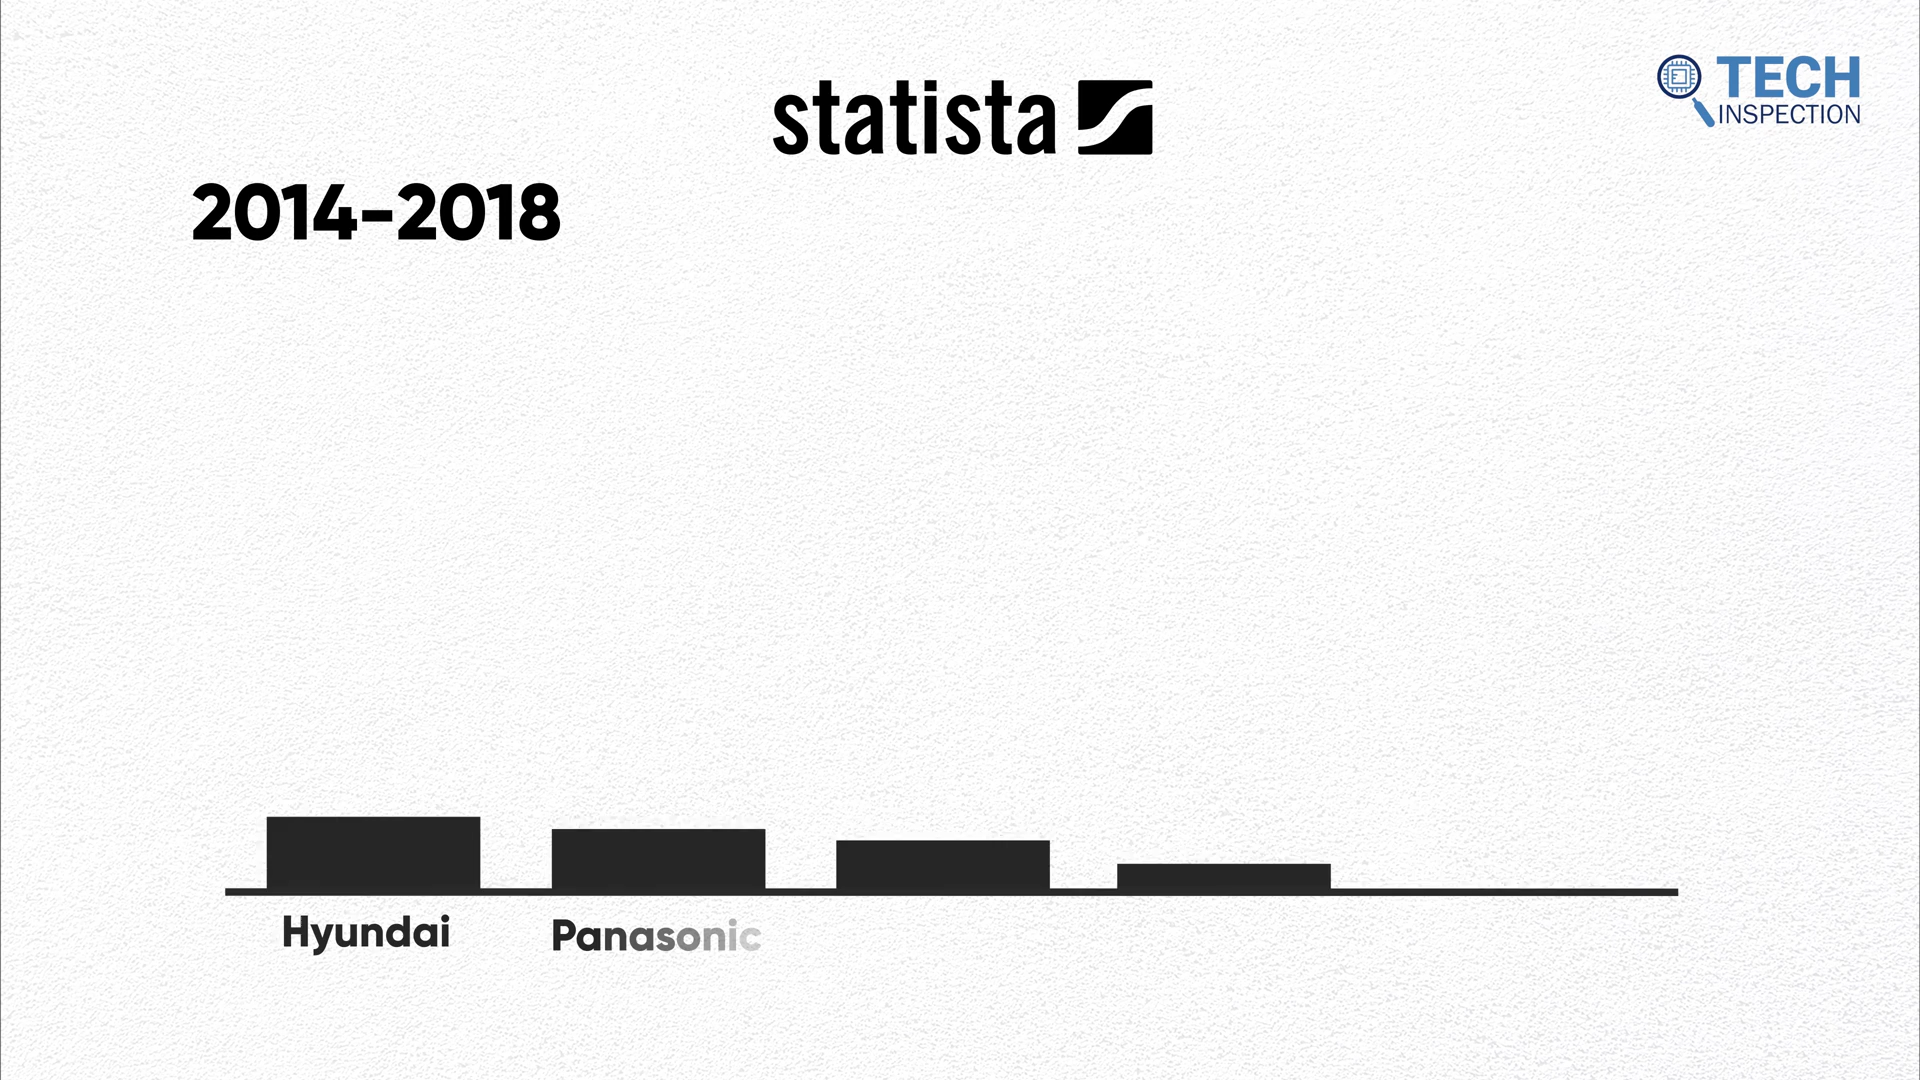 statista
TECH
INSPECTION
2014-2018
Hyundai
Panasonic